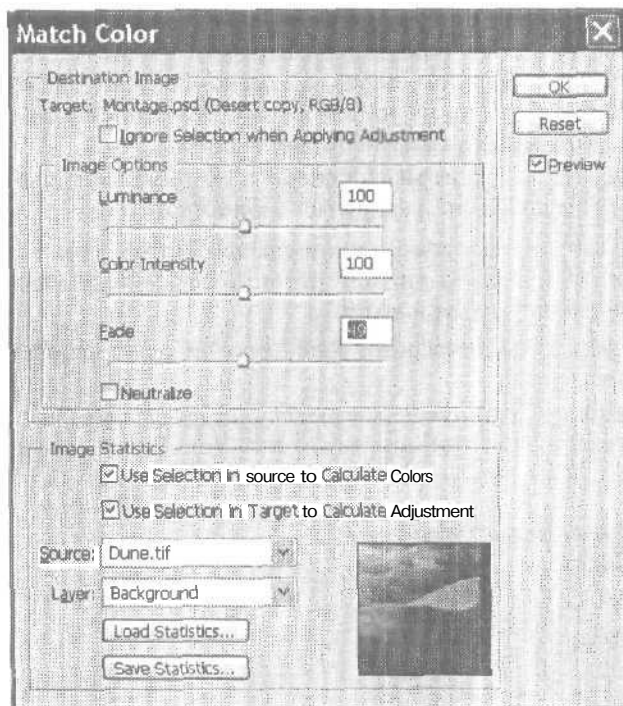 Match Color
Destination Image
Target: Montage.psd (Desert copy, RGB/8)
Ignore Selection when Applying Adjustment
Image Options
Luminance
100
Color Intensity
100
Fade
49
Neutralize
Image Statistics
Use Selection in source to Calculate Colors
Use Selection in Target to Calculate Adjustment
Source: Dune.tif
Layer: Background
Load Statistics...
Save Statistics...
OK
Reset
Preview